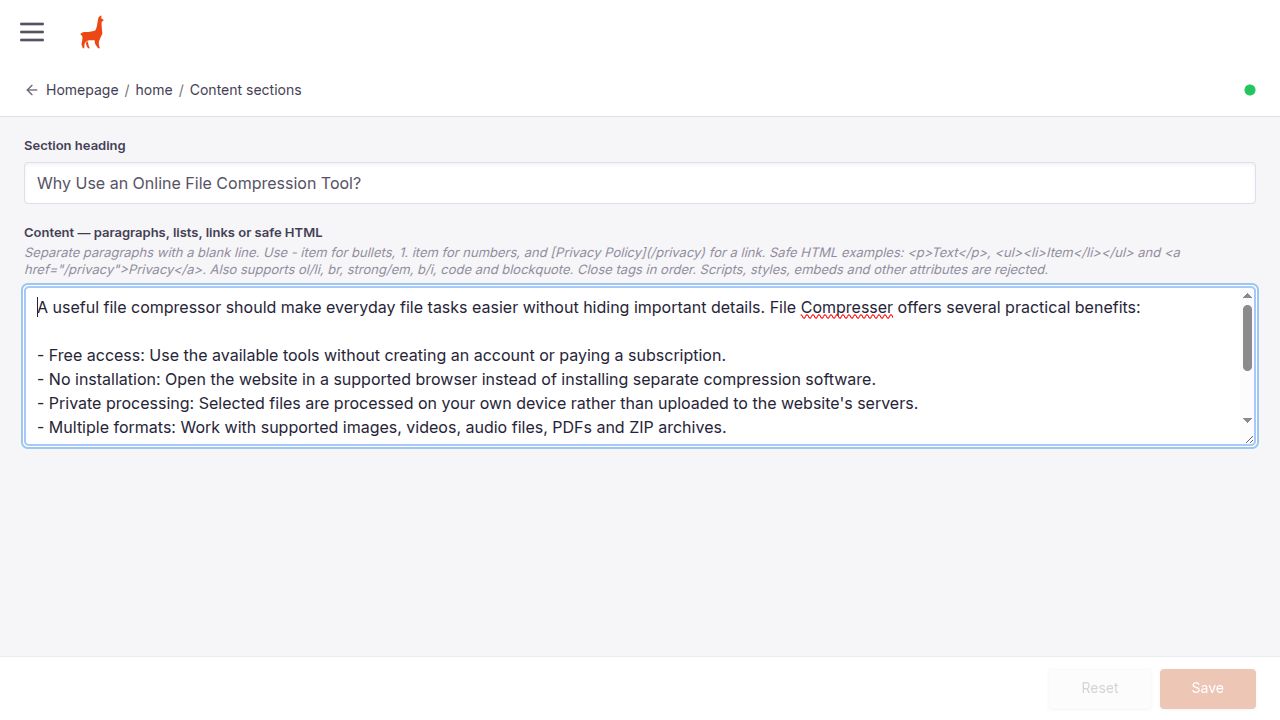 Homepage / home / Content sections
Section heading
Why Use an Online File Compression Tool?
Content — paragraphs, lists, links or safe HTML
Separate paragraphs with a blank line. Use - item for bullets, 1. item for numbers, and [Privacy Policy](/privacy) for a link. Safe HTML examples: <p>Text</p>, <ul><li>Item</li></ul> and <a
href="/privacy">Privacy</a>. Also supports ol/li, br, strong/em, b/i, code and blockquote. Close tags in order. Scripts, styles, embeds and other attributes are rejected.
A useful file compressor should make everyday file tasks easier without hiding important details. File Compresser offers several practical benefits:
- Free access: Use the available tools without creating an account or paying a subscription.
- No installation: Open the website in a supported browser instead of installing separate compression software.
- Private processing: Selected files are processed on your own device rather than uploaded to the website's servers.
- Multiple formats: Work with supported images, videos, audio files, PDFs and ZIP archives.
Reset
Save